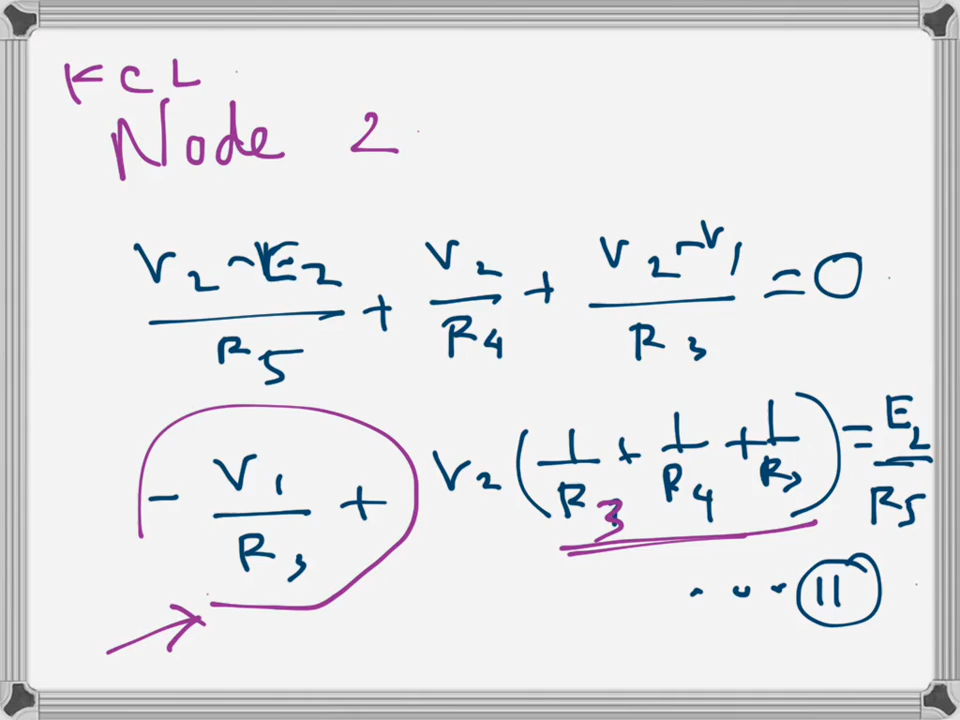 KCL
Node 2
V2 - E2 / R5 + V2 / R4 + V2 - V1 / R3 = 0
- V1 / R3 + V2 ( 1 / R3 + 1 / R4 + 1 / R3 ) = E2 / R5
... 11